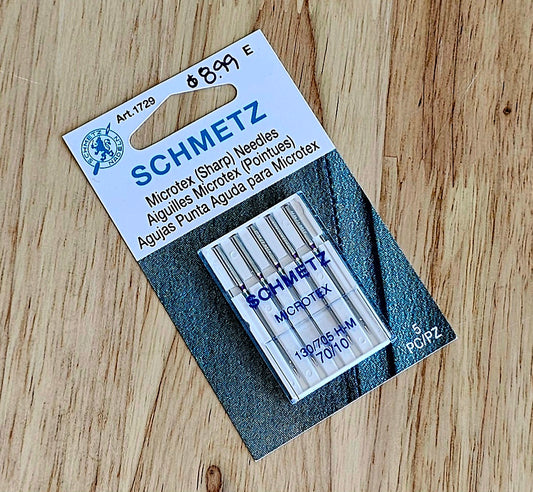 $8.99 E
Art.1729
SCHMETZ
Microtex (Sharp) Needles
Aiguilles Microtex (Pointues)
Agujas Punta Aguda para Microtex
SCHMETZ
MICROTEX
130/705 H-M
70/10
5
PC/PZ